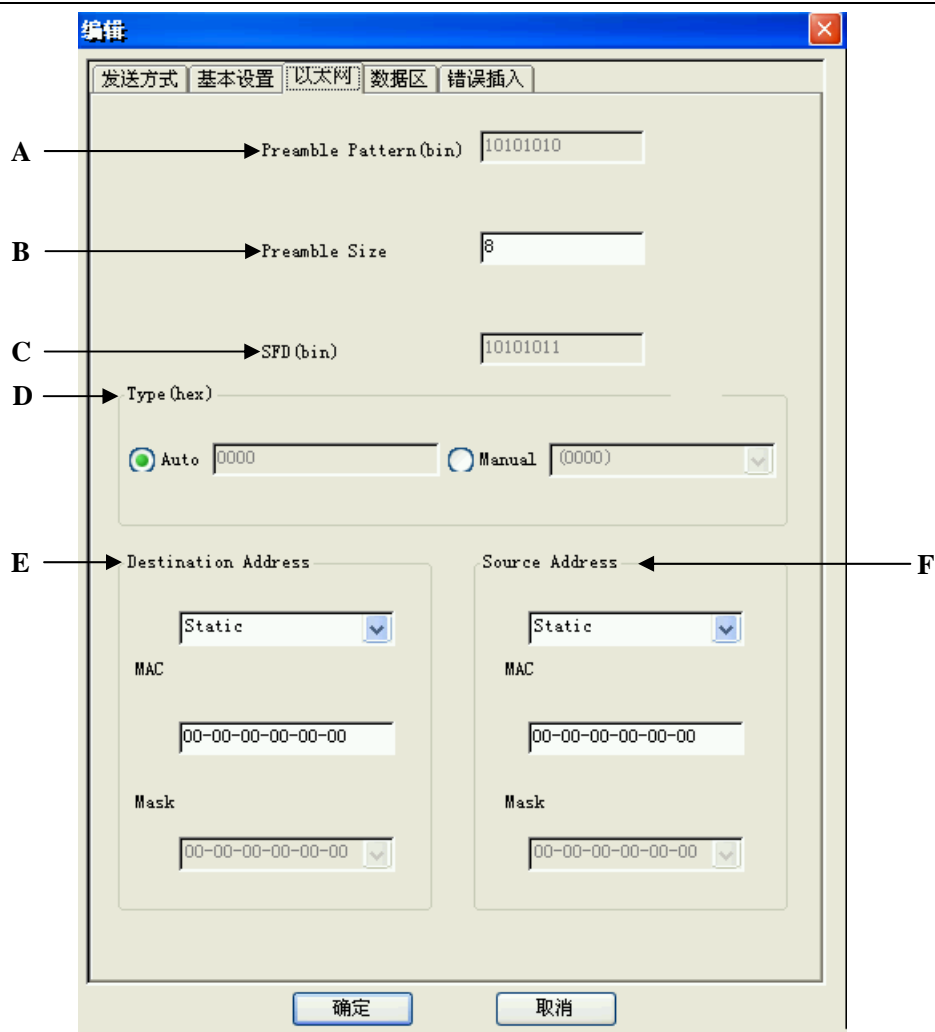 编辑
发送方式 基本设置 以太网 数据区 错误插入
A Preamble Pattern(bin) 10101010
B Preamble Size 8
C SFD(bin) 10101011
D Type(hex)
Auto 0000 Manual (0000)
E Destination Address Source Address F
Static Static
MAC MAC
00-00-00-00-00-00 00-00-00-00-00-00
Mask Mask
00-00-00-00-00-00 00-00-00-00-00-00
确定 取消